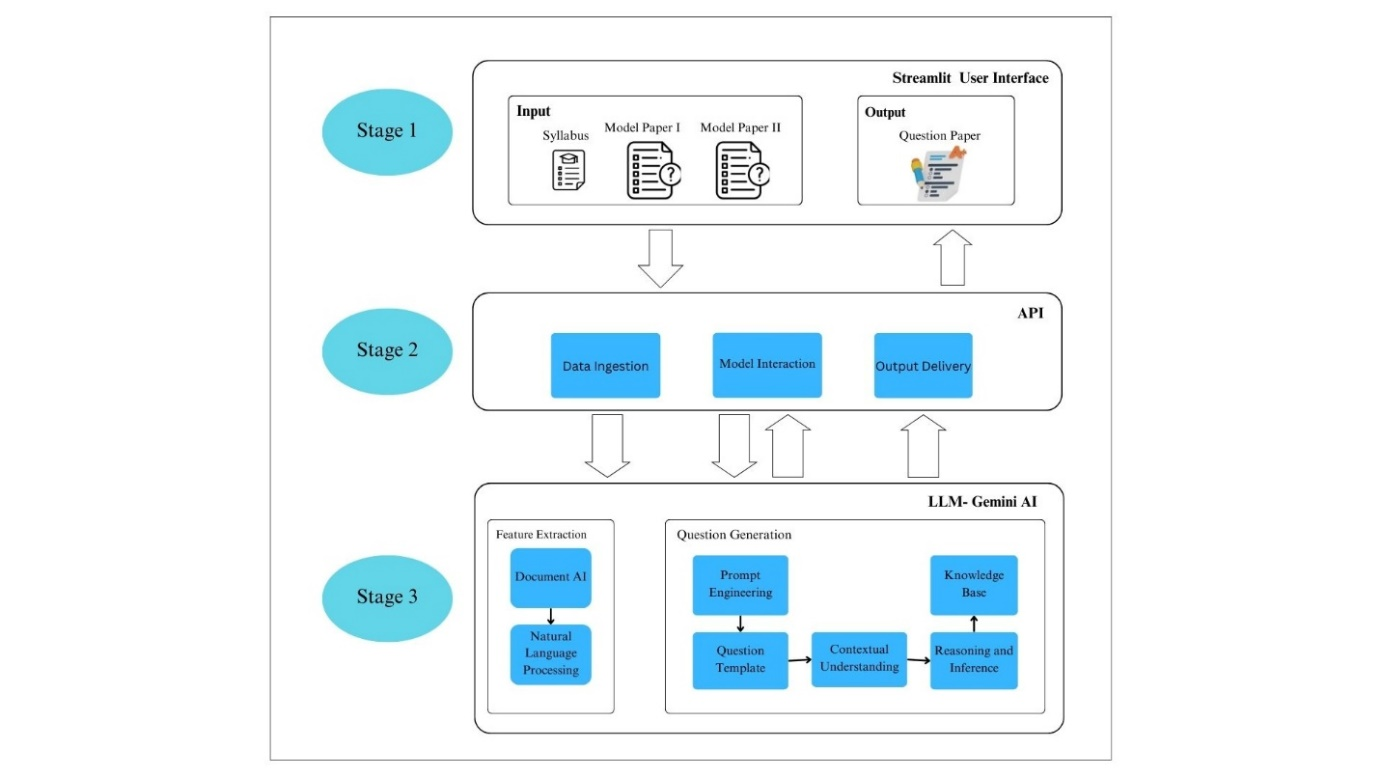 Streamlit User Interface
Stage 1
Input
Syllabus
Model Paper I
Model Paper II
?
?
Output
Question Paper
A+
API
Stage 2
Data Ingestion
Model Interaction
Output Delivery
LLM- Gemini AI
Stage 3
Feature Extraction
Document AI
Natural
Language
Processing
Question Generation
Prompt
Engineering
Question
Template
Contextual
Understanding
Reasoning and
Inference
Knowledge
Base